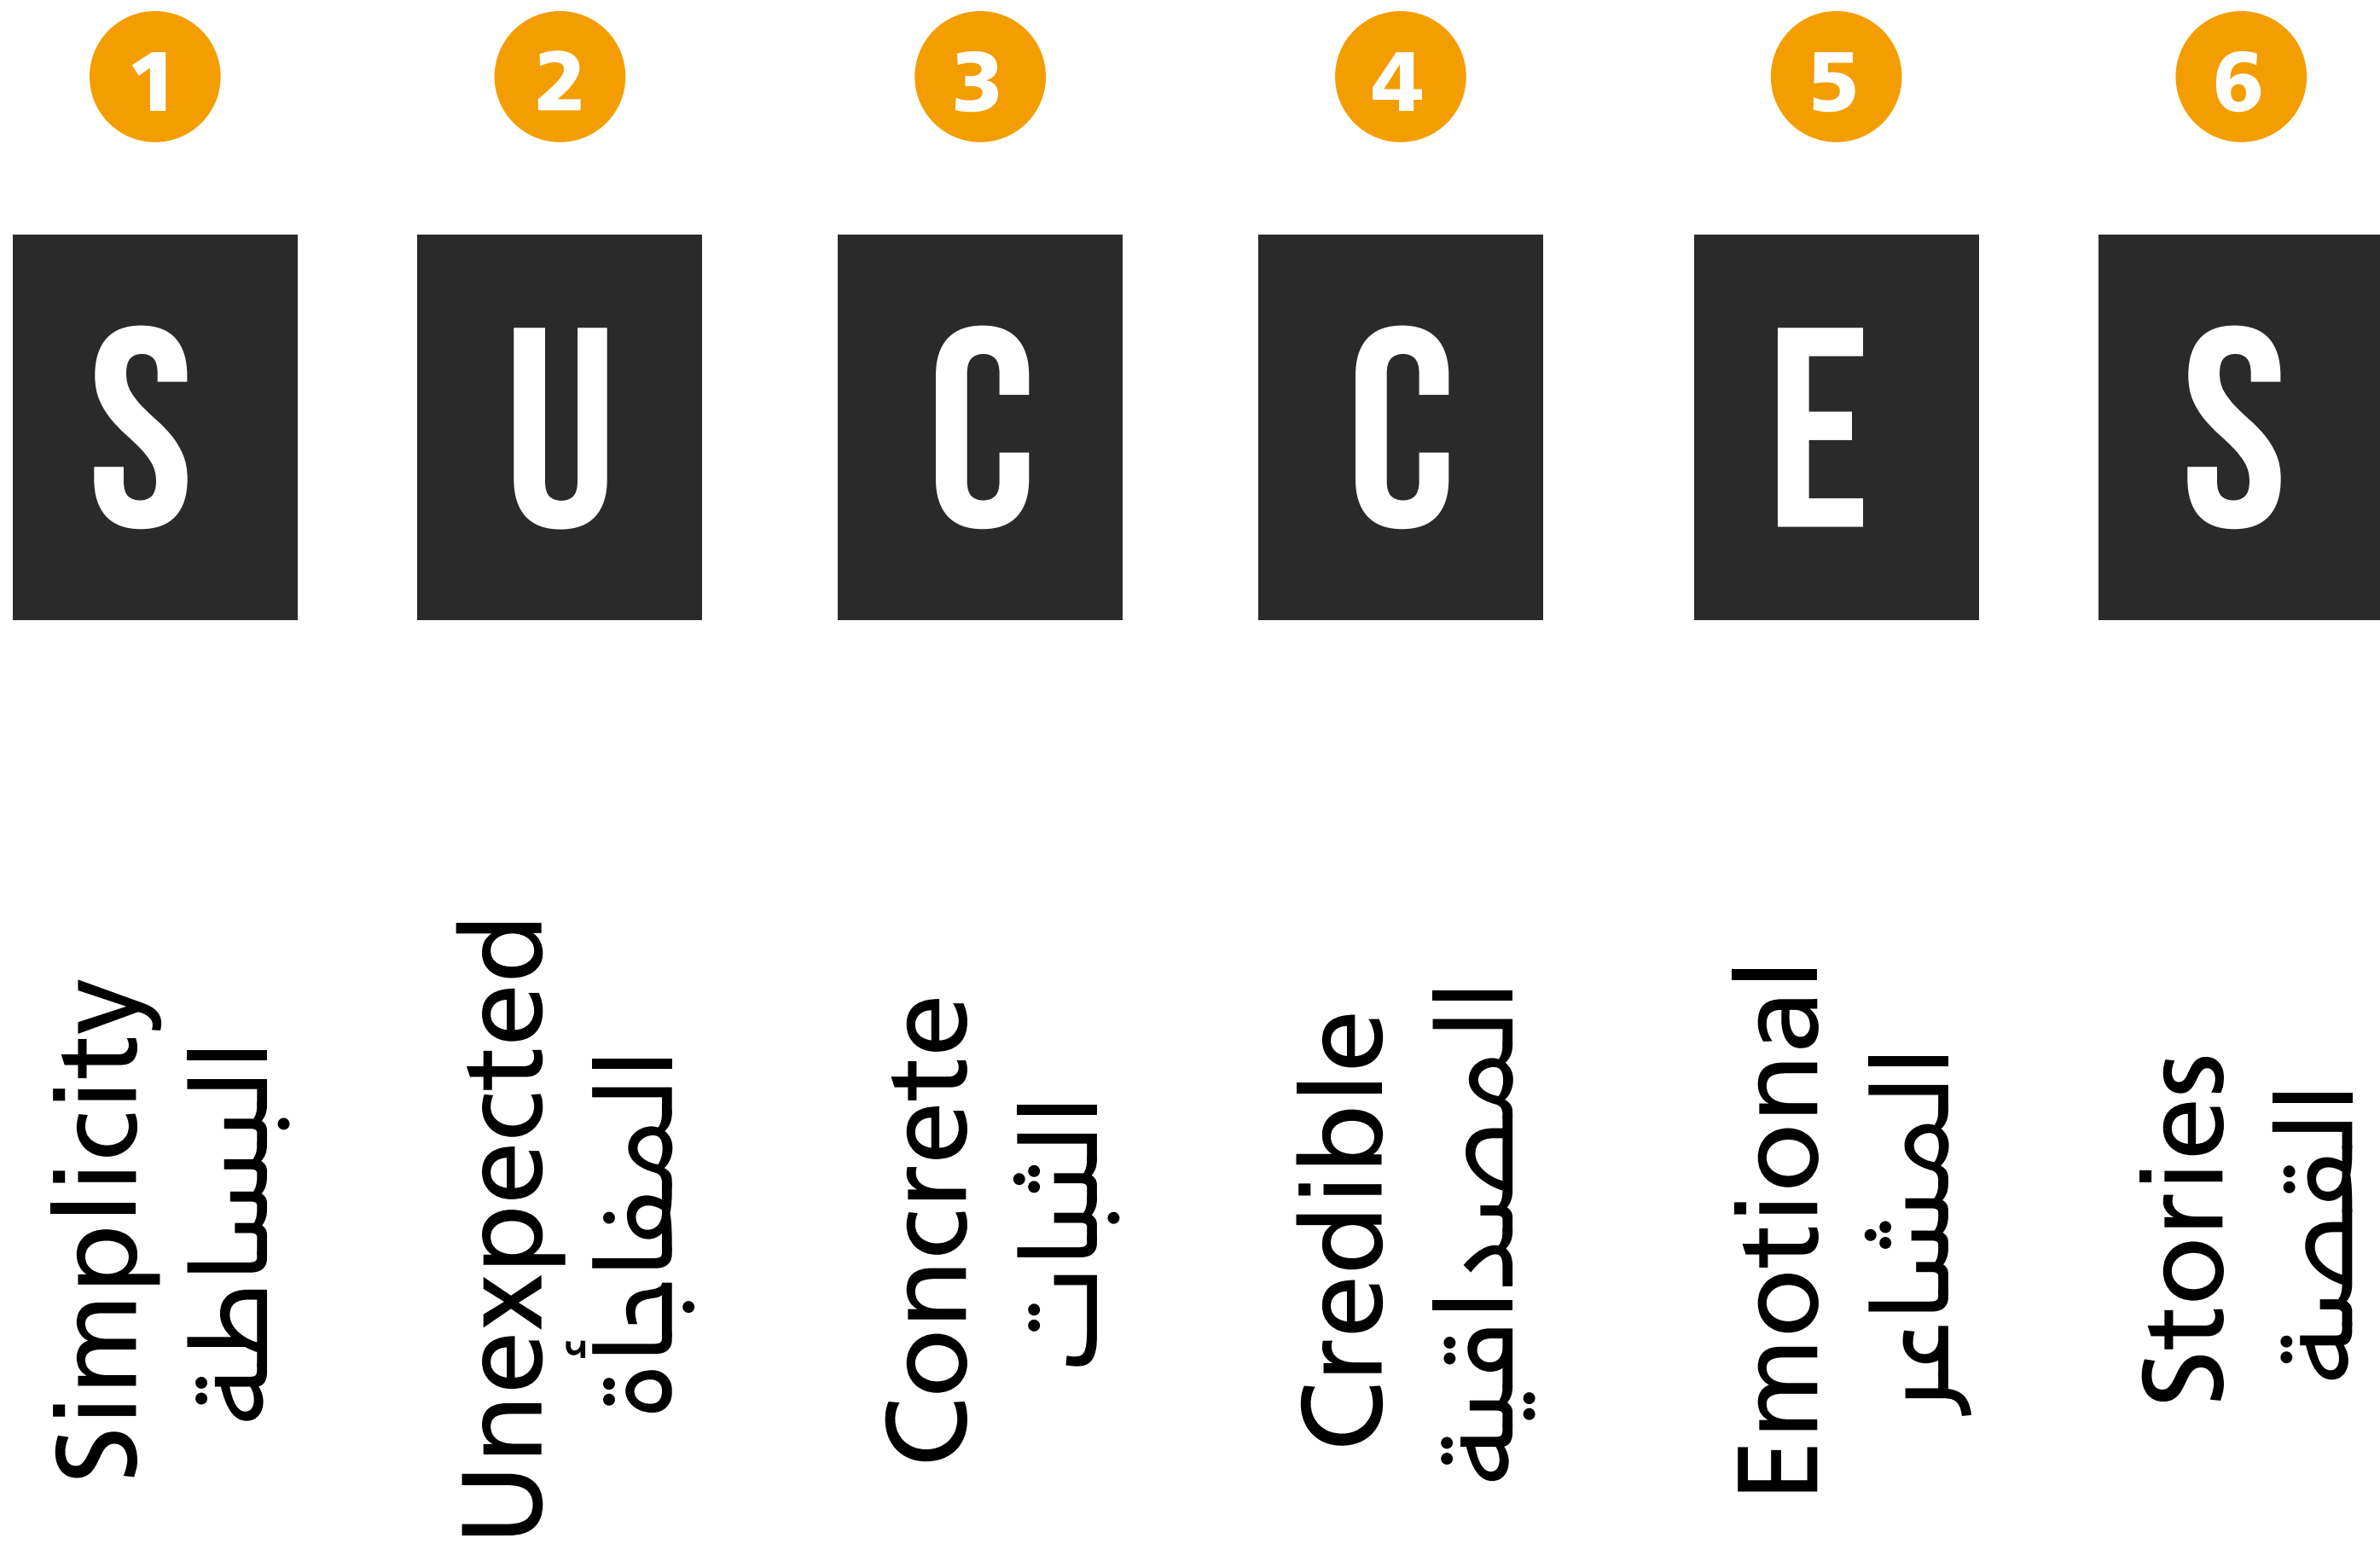 1
2
3
4
5
6
S
U
C
C
E
S
Simplicity
البساطة
Unexpected
المفاجأة
Concrete
الثبات
Credible
المصداقية
Emotional
المشاعر
Stories
القصة